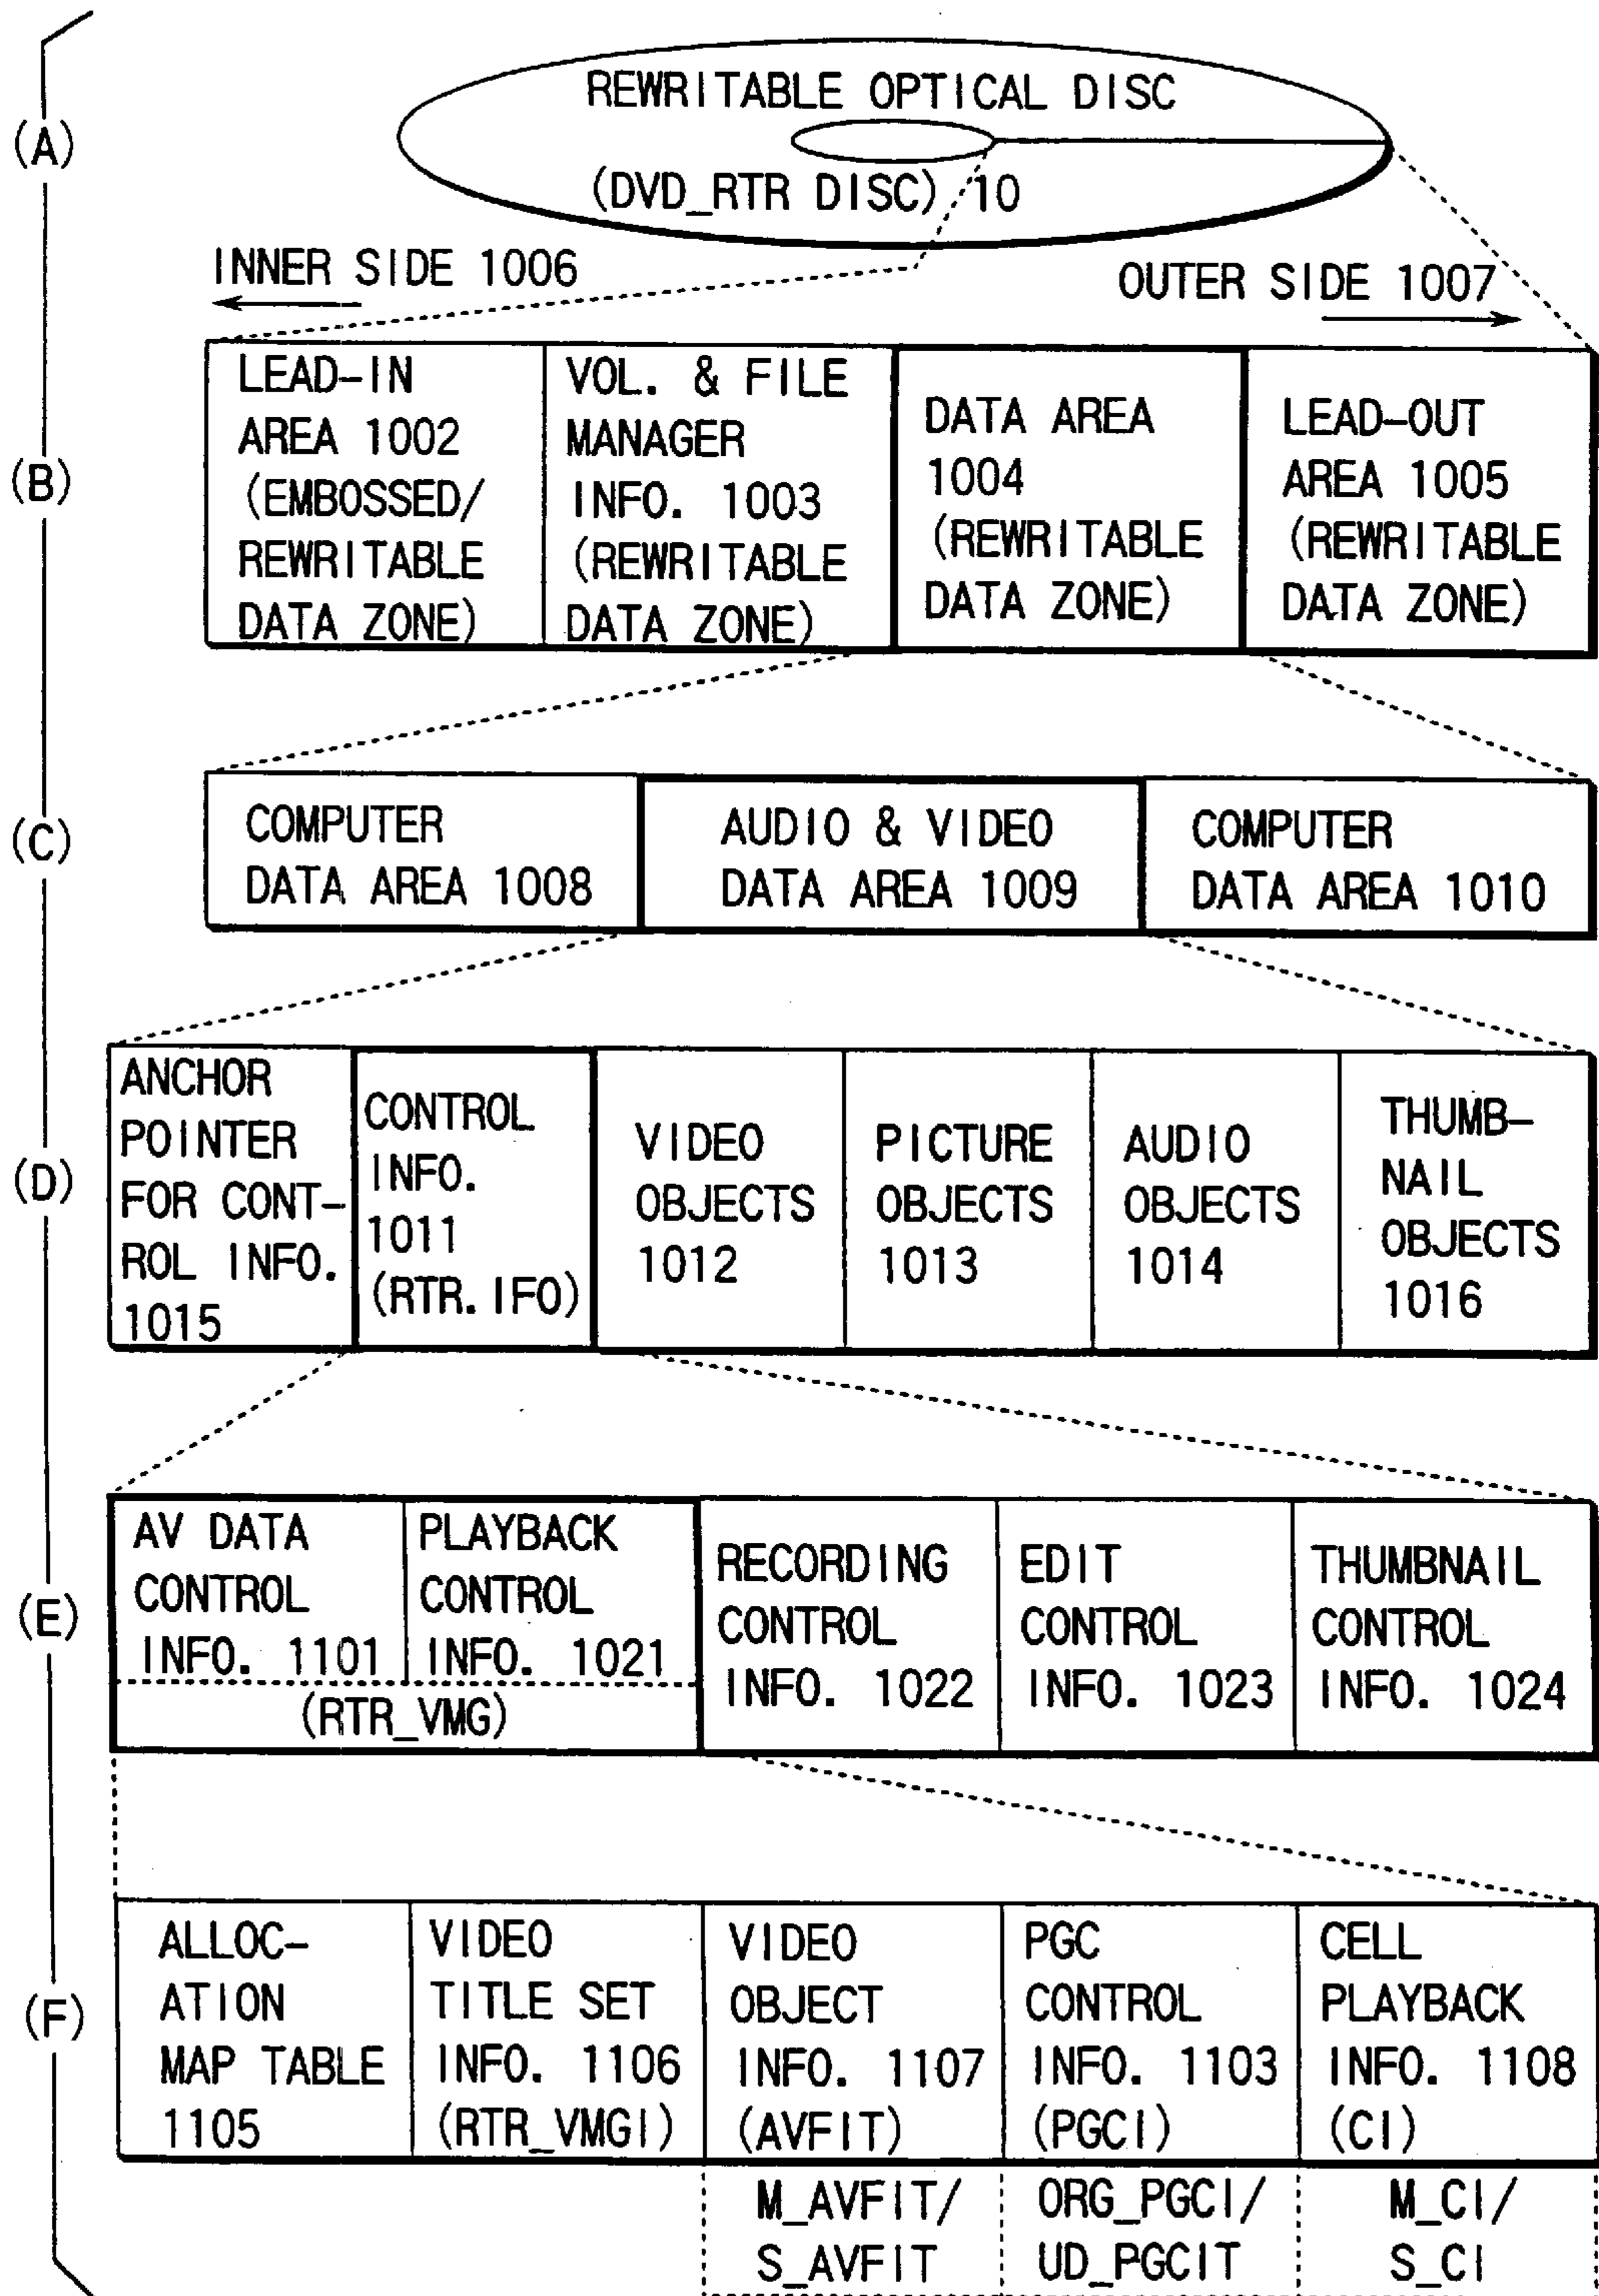 (A)
REWRITABLE OPTICAL DISC
(DVD_RTR DISC) 10
INNER SIDE 1006
OUTER SIDE 1007
(B)
LEAD-IN
AREA 1002
(EMBOSSED/
REWRITABLE
DATA ZONE)
VOL. & FILE
MANAGER
INFO. 1003
(REWRITABLE
DATA ZONE)
DATA AREA
1004
(REWRITABLE
DATA ZONE)
LEAD-OUT
AREA 1005
(REWRITABLE
DATA ZONE)
(C)
COMPUTER
DATA AREA 1008
AUDIO & VIDEO
DATA AREA 1009
COMPUTER
DATA AREA 1010
(D)
ANCHOR
POINTER
FOR CONT-
ROL INFO.
1015
CONTROL
INFO.
1011
(RTR.IFO)
VIDEO
OBJECTS
1012
PICTURE
OBJECTS
1013
AUDIO
OBJECTS
1014
THUMB-
NAIL
OBJECTS
1016
(E)
AV DATA
CONTROL
INFO. 1101
PLAYBACK
CONTROL
INFO. 1021
(RTR_VMG)
RECORDING
CONTROL
INFO. 1022
EDIT
CONTROL
INFO. 1023
THUMBNAIL
CONTROL
INFO. 1024
(F)
ALLOC-
ATION
MAP TABLE
1105
VIDEO
TITLE SET
INFO. 1106
(RTR_VMGI)
VIDEO
OBJECT
INFO. 1107
(AVFIT)
PGC
CONTROL
INFO. 1103
(PGCI)
CELL
PLAYBACK
INFO. 1108
(CI)
M_AVFIT/
S_AVFIT
ORG_PGCI/
UD_PGCIT
M_CI/
S_CI